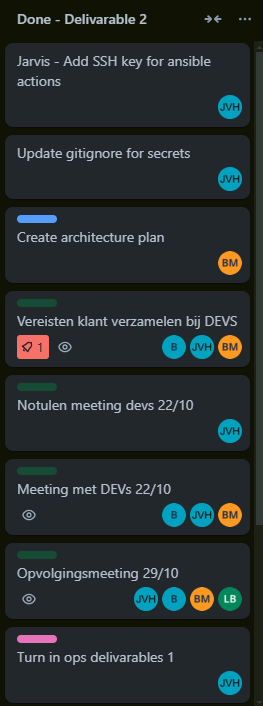 Done - Delivarable 2
Jarvis - Add SSH key for ansible
actions
JVH
Update gitignore for secrets
JVH
Create architecture plan
BM
Vereisten klant verzamelen bij DEVS
1 B JVH BM
Notulen meeting devs 22/10
JVH
Meeting met DEVs 22/10
B JVH BM
Opvolgingsmeeting 29/10
JVH B BM LB
Turn in ops delivarables 1
JVH